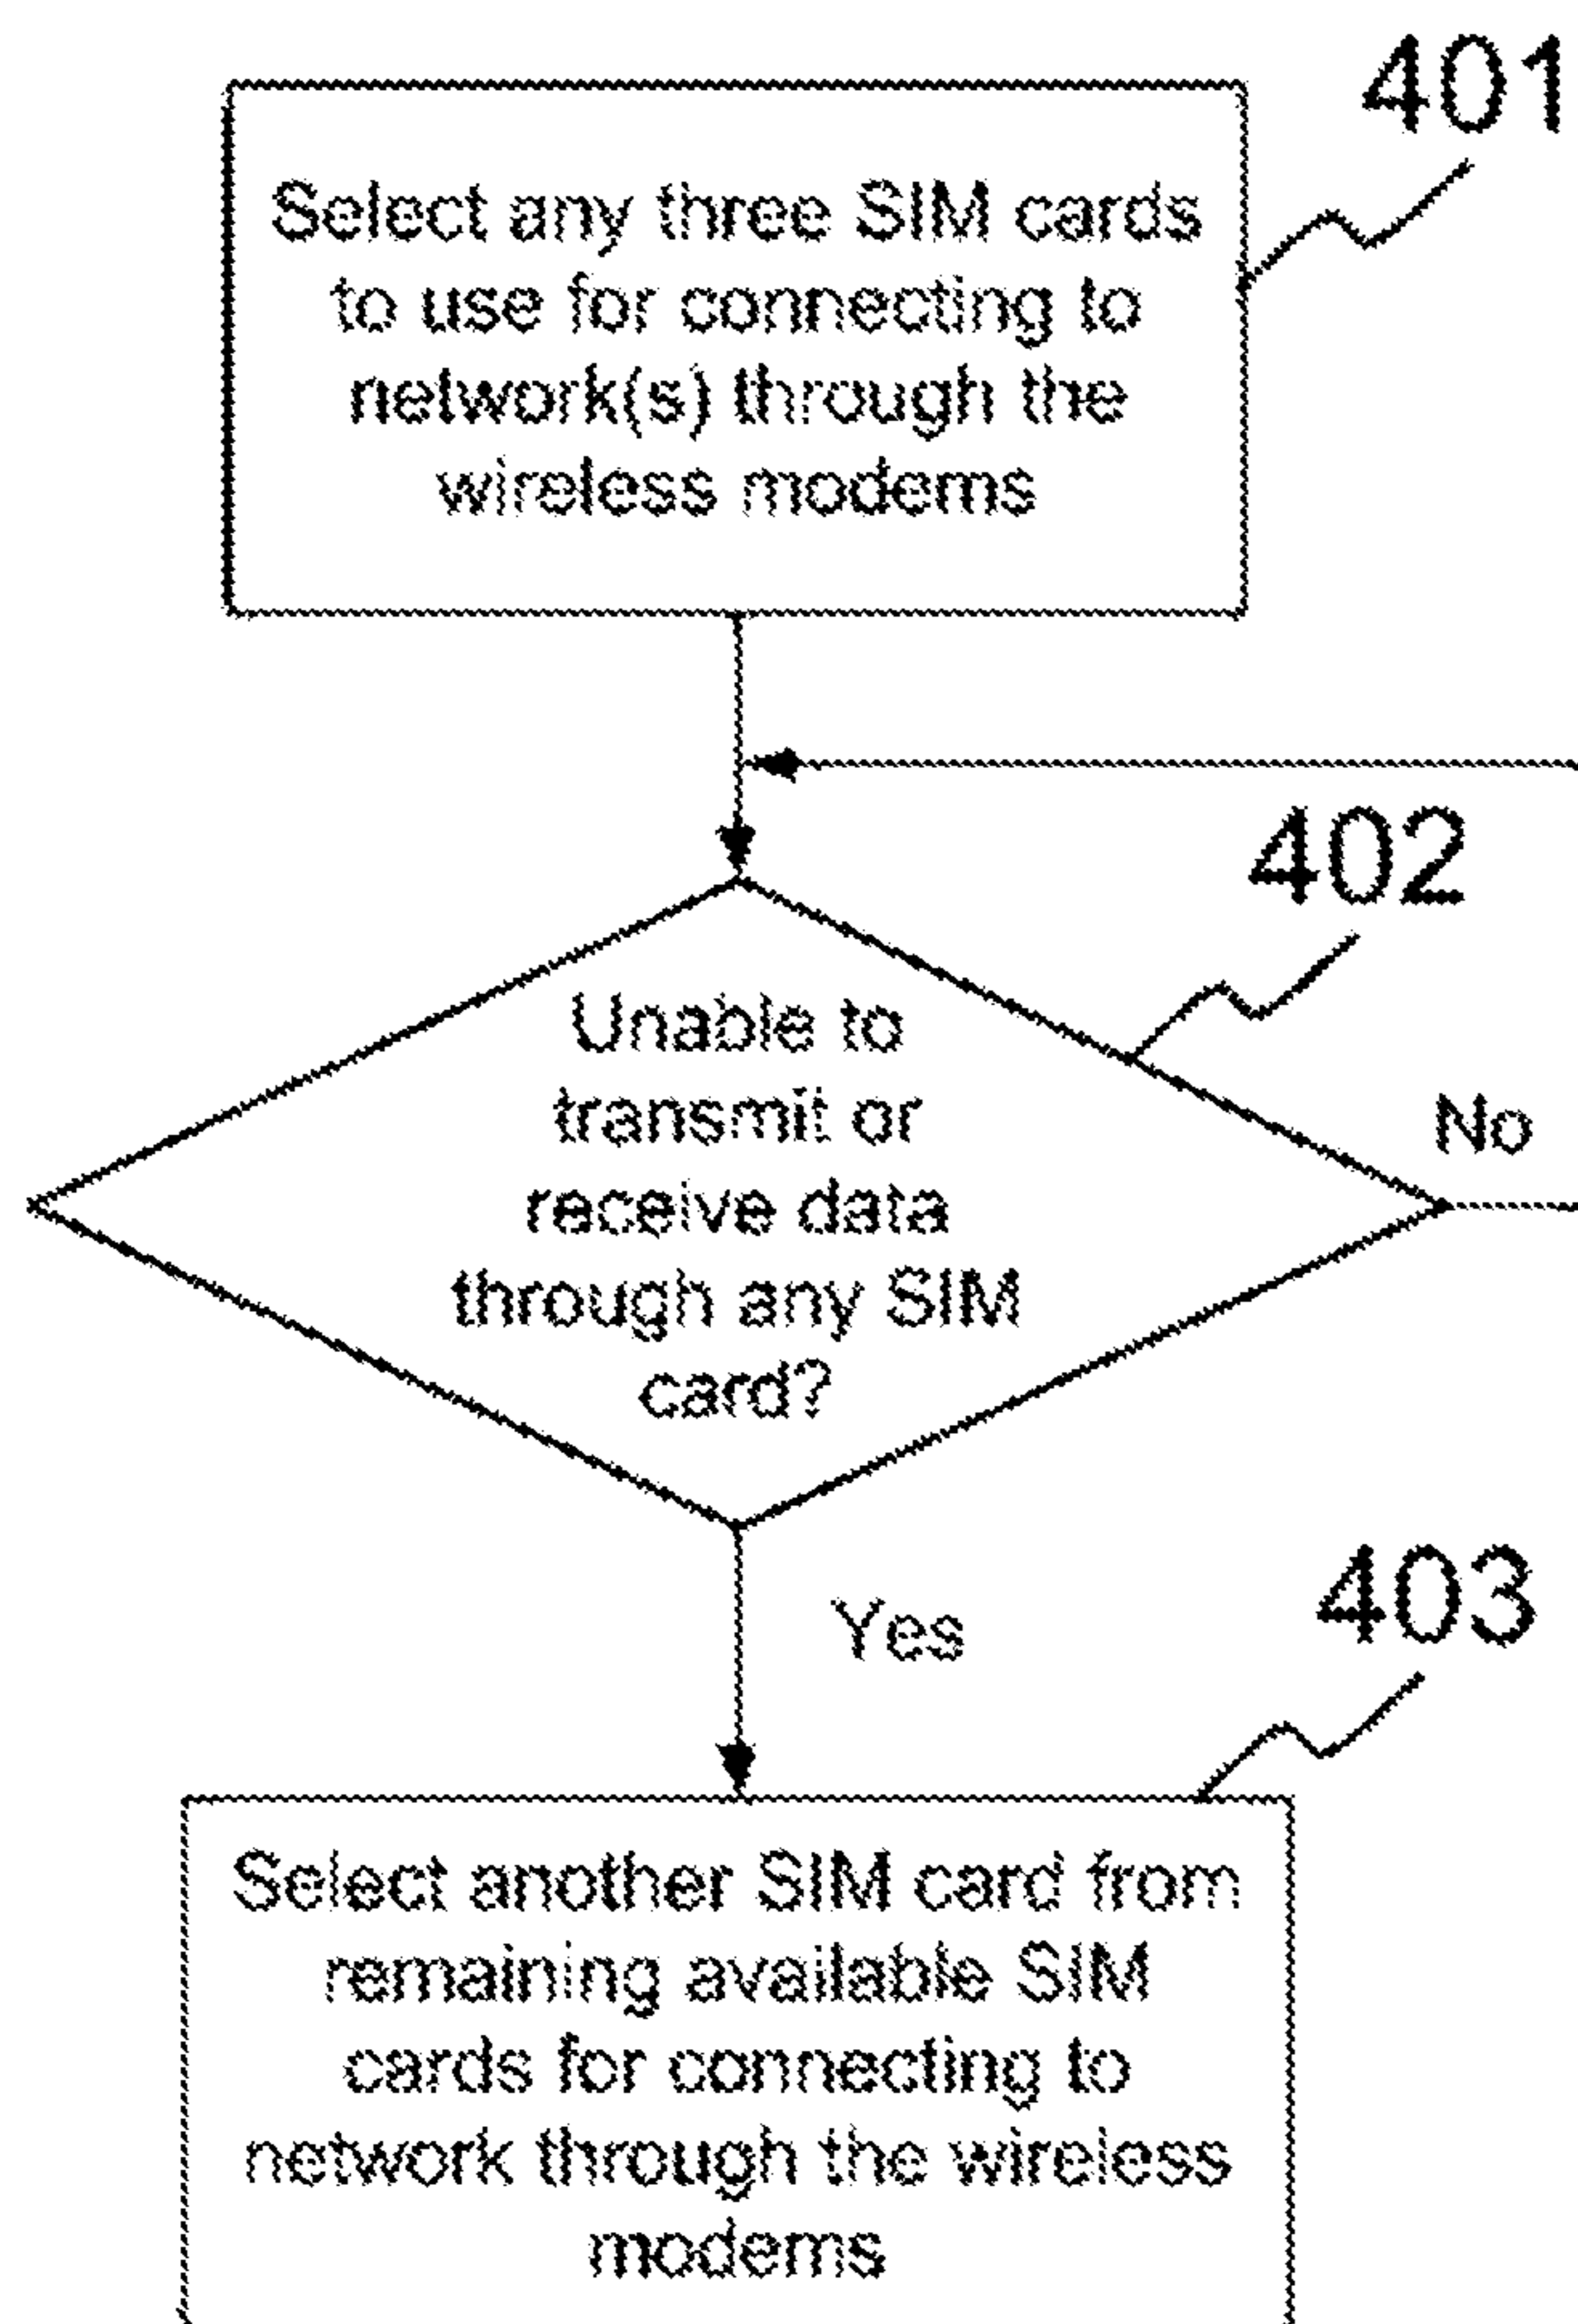 401
Select any three SIM cards
to use for connecting to
network(s) through the
wireless modems
402
Unable to
transmit or
receive data
through any SIM
card?
No
Yes
403
Select another SIM card from
remaining available SIM
cards for connecting to
network through the wireless
modems